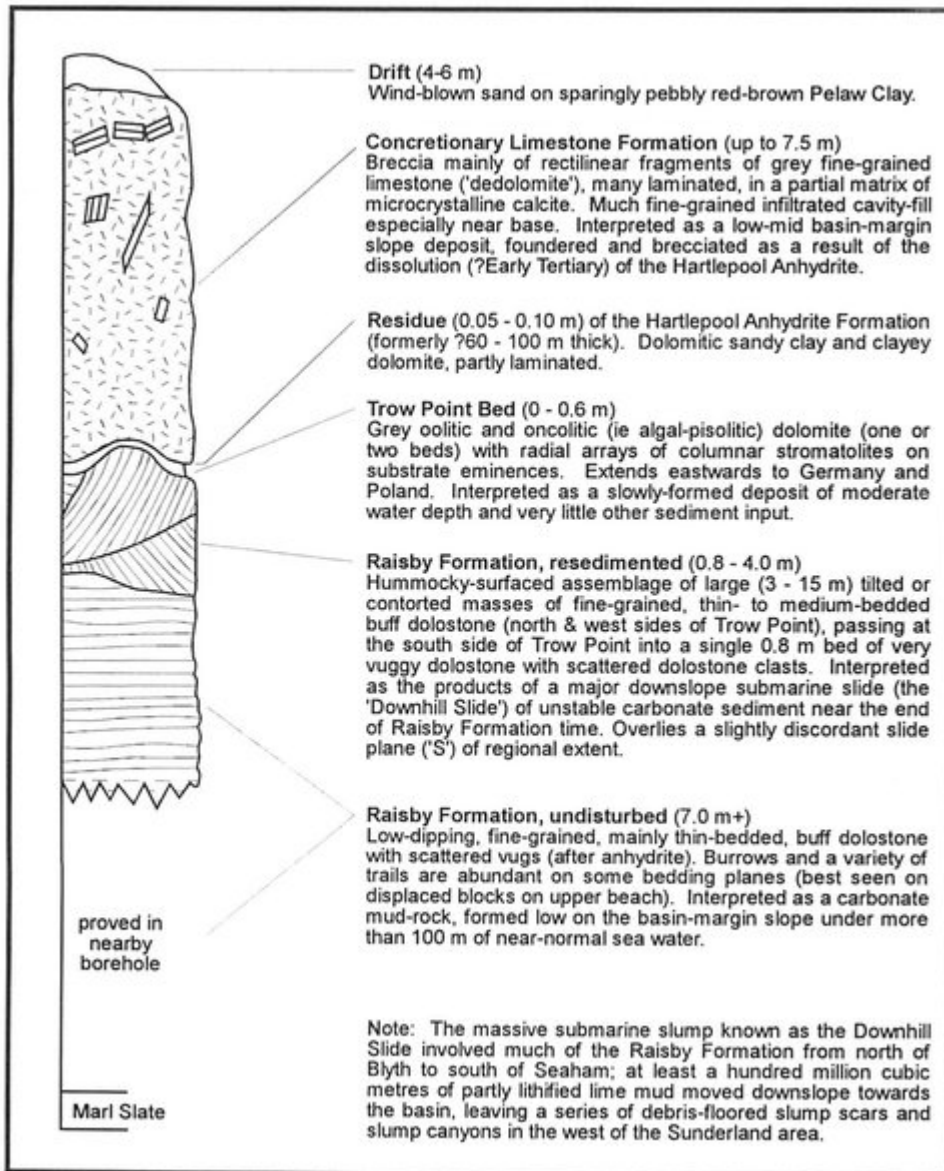 Drift (4-6 m)
Wind-blown sand on sparingly pebbly red-brown Pelaw Clay.
Concretionary Limestone Formation (up to 7.5 m)
Breccia mainly of rectilinear fragments of grey fine-grained
limestone ('dedolomite'), many laminated, in a partial matrix of
microcrystalline calcite. Much fine-grained infiltrated cavity-fill
especially near base. Interpreted as a low-mid basin-margin
slope deposit, foundered and brecciated as a result of the
dissolution (?Early Tertiary) of the Hartlepool Anhydrite.
Residue (0.05 - 0.10 m) of the Hartlepool Anhydrite Formation
(formerly ?60 - 100 m thick). Dolomitic sandy clay and clayey
dolomite, partly laminated.
Trow Point Bed (0 - 0.6 m)
Grey oolitic and oncolitic (ie algal-pisolitic) dolomite (one or
two beds) with radial arrays of columnar stromatolites on
substrate eminences. Extends eastwards to Germany and
Poland. Interpreted as a slowly-formed deposit of moderate
water depth and very little other sediment input.
Raisby Formation, resedimented (0.8 - 4.0 m)
Hummocky-surfaced assemblage of large (3 - 15 m) tilted or
contorted masses of fine-grained, thin- to medium-bedded
buff dolostone (north & west sides of Trow Point), passing at
the south side of Trow Point into a single 0.8 m bed of very
vuggy dolostone with scattered dolostone clasts. Interpreted
as the products of a major downslope submarine slide (the
'Downhill Slide') of unstable carbonate sediment near the end
of Raisby Formation time. Overlies a slightly discordant slide
plane ('S') of regional extent.
Raisby Formation, undisturbed (7.0 m+)
Low-dipping, fine-grained, mainly thin-bedded, buff dolostone
with scattered vugs (after anhydrite). Burrows and a variety of
trails are abundant on some bedding planes (best seen on
displaced blocks on upper beach). Interpreted as a carbonate
mud-rock, formed low on the basin-margin slope under more
than 100 m of near-normal sea water.
proved in
nearby
borehole
Note: The massive submarine slump known as the Downhill
Slide involved much of the Raisby Formation from north of
Blyth to south of Seaham; at least a hundred million cubic
metres of partly lithified lime mud moved downslope towards
the basin, leaving a series of debris-floored slump scars and
slump canyons in the west of the Sunderland area.
Marl Slate